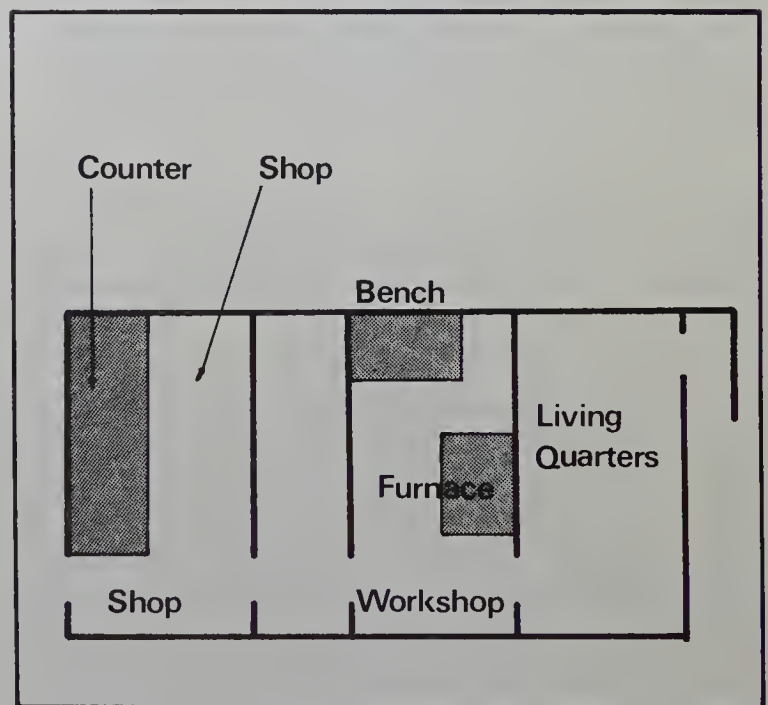 Counter
Shop
Bench
Living
Quarters
Furnace
Shop
Workshop